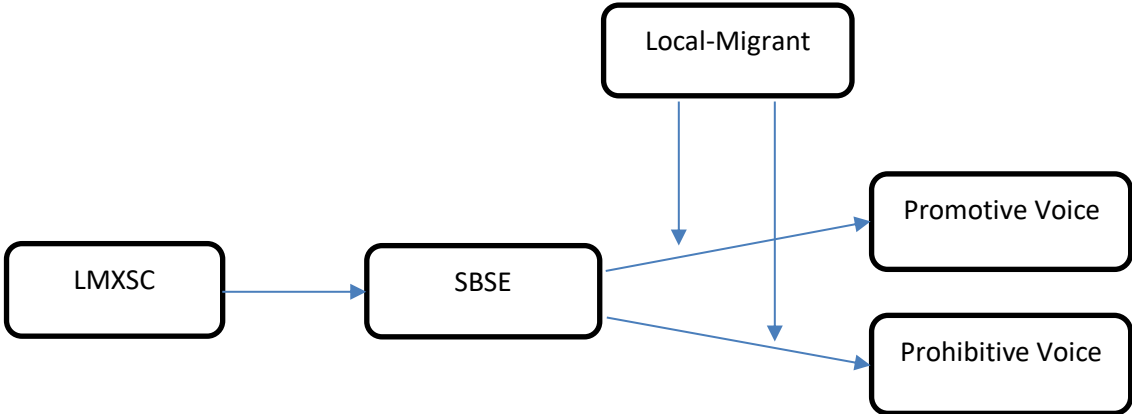 Local-Migrant
Promotive Voice
LMXSC
SBSE
Prohibitive Voice